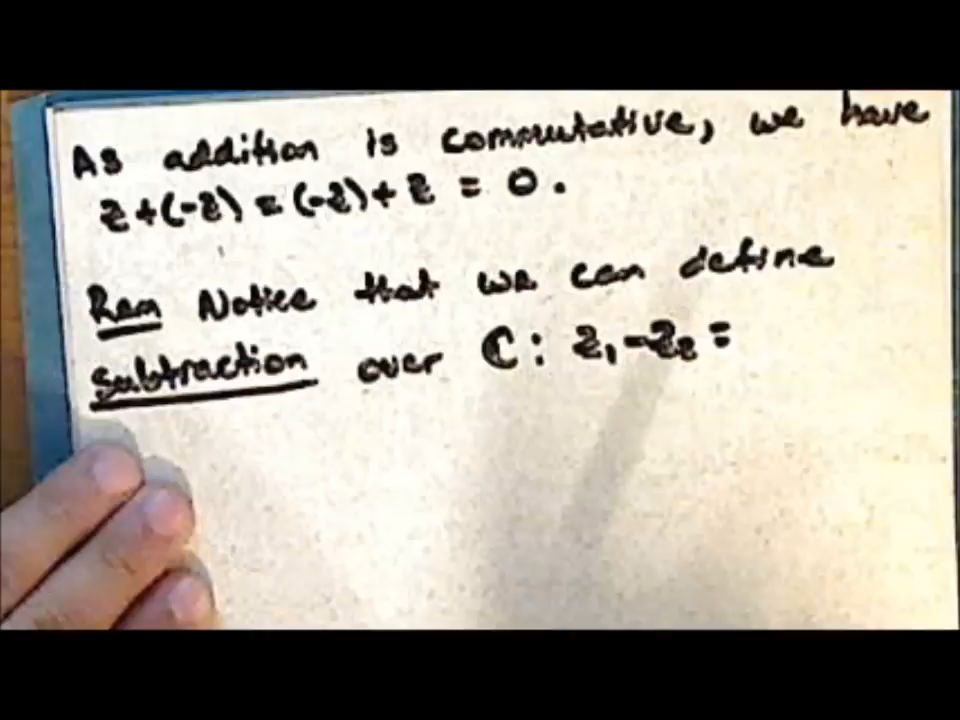 As addition is commutative, we have
z+(-z) = (-z)+z = 0.
Rem Notice that we can define
subtraction over ℂ: z₁-z₂ =